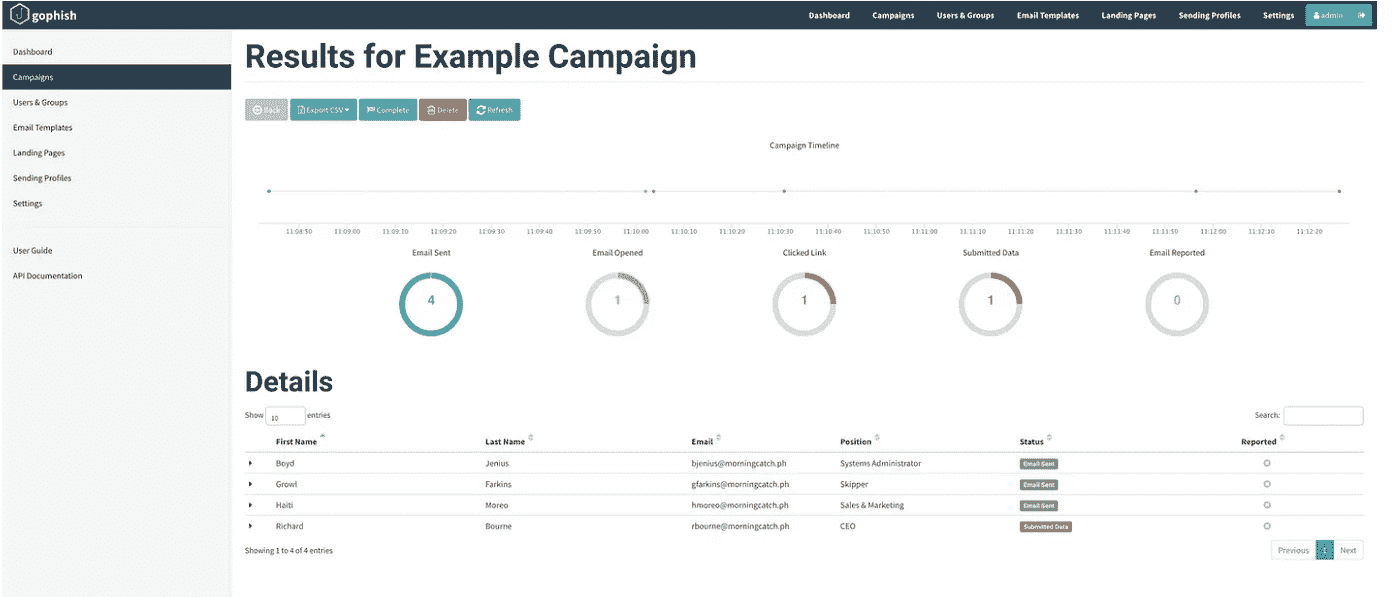 gophish Dashboard Campaigns Users & Groups Email Templates Landing Pages Sending Profiles Settings admin
Dashboard
Campaigns
Users & Groups
Email Templates
Landing Pages
Sending Profiles
Settings
User Guide
API Documentation
Results for Example Campaign
Back Export CSV Complete Delete Refresh
Campaign Timeline
11:08:50 11:09:00 11:09:10 11:09:20 11:09:30 11:09:40 11:09:50 11:10:00 11:10:10 11:10:20 11:10:30 11:10:40 11:10:50 11:11:00 11:11:10 11:11:20 11:11:30 11:11:40 11:11:50 11:12:00 11:12:10 11:12:20
Email Sent Email Opened Clicked Link Submitted Data Email Reported
4 1 1 1 0
Details
Show 10 entries Search:
First Name Last Name Email Position Status Reported
Boyd Jenius bjenius@morningcatch.ph Systems Administrator Email Sent
Growl Farkins gfarkins@morningcatch.ph Skipper Email Sent
Haiti Moreo hmoreo@morningcatch.ph Sales & Marketing Email Sent
Richard Bourne rbourne@morningcatch.ph CEO Submitted Data
Showing 1 to 4 of 4 entries Previous 1 Next